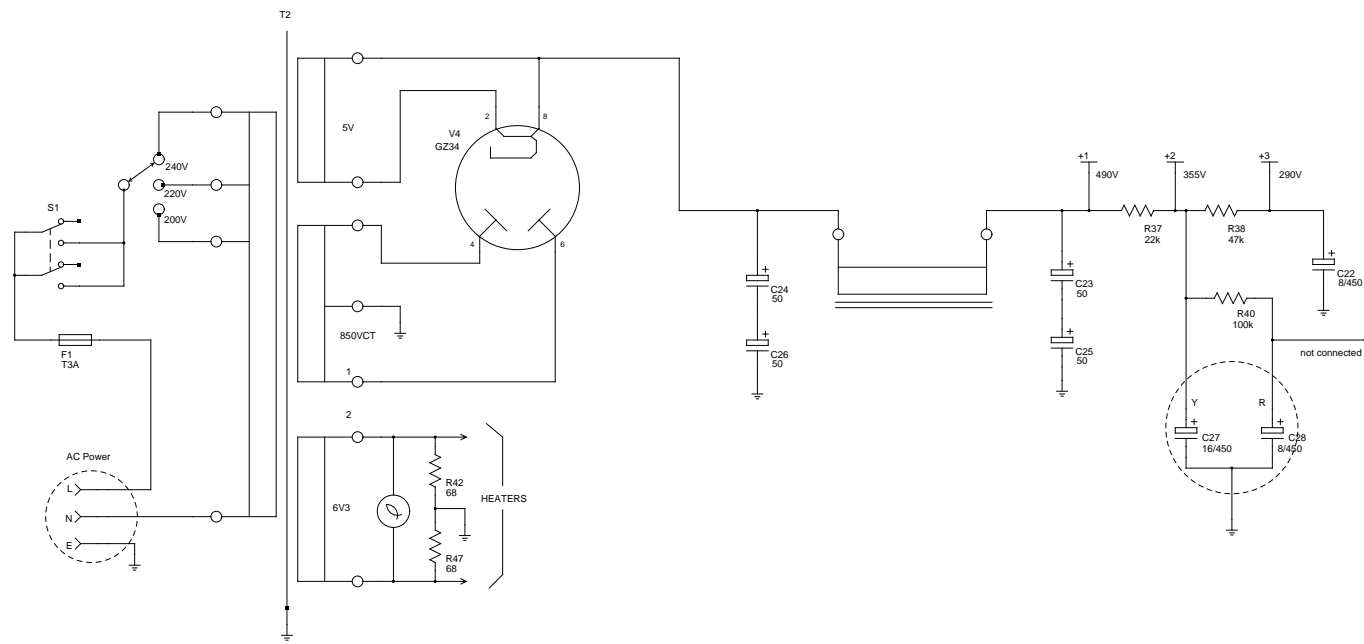 T2
2
8
V4
GZ34
5V
240V
220V
200V
S1
4
6
850VCT
1
F1
T3A
2
AC Power
L
N
E
6V3
R42
68
R47
68
HEATERS
C24
50
C26
50
C23
50
C25
50
+1
490V
+2
355V
+3
290V
R37
22k
R38
47k
+
C22
8/450
R40
100k
not connected
Y
R
+
C27
16/450
+
C28
8/450
+
+
+
+